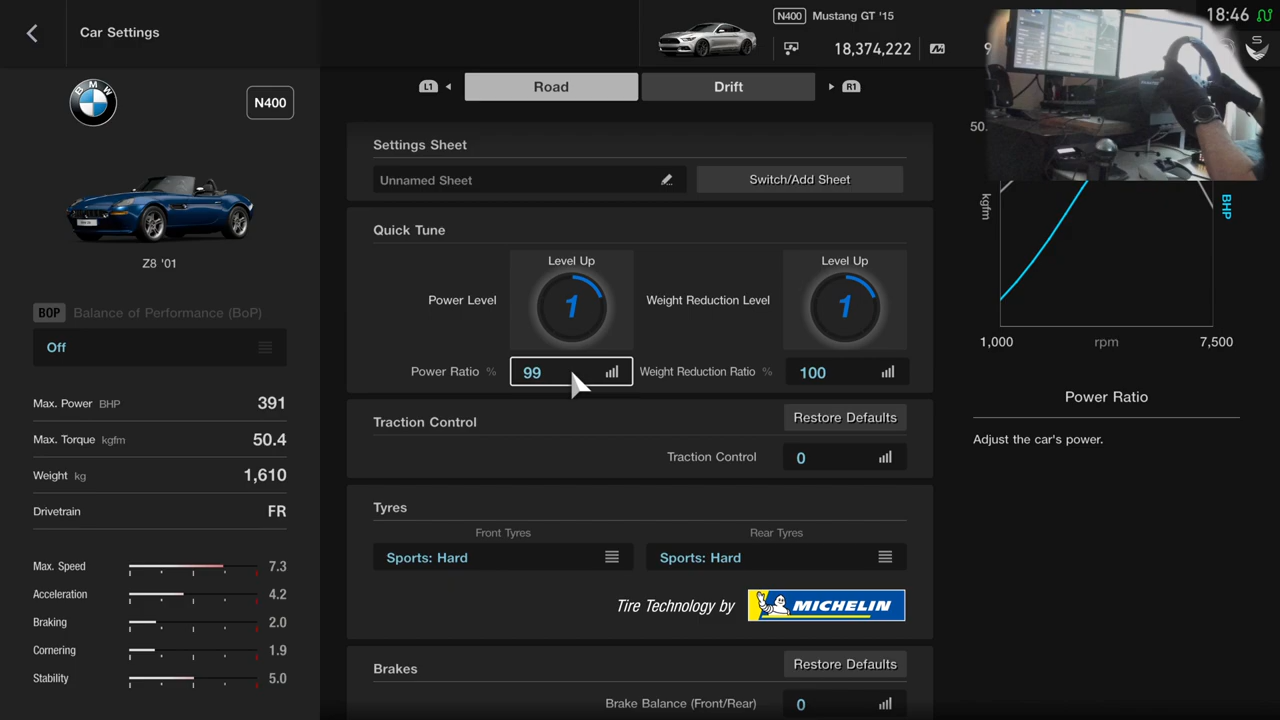 Car Settings
N400 Mustang GT '15
18,374,222
18:46
BMW
N400
L1 Road Drift R1
Settings Sheet
Unnamed Sheet
Switch/Add Sheet
Quick Tune
Level Up
Level Up
Power Level 1
Weight Reduction Level 1
Power Ratio % 99
Weight Reduction Ratio % 100
Z8 '01
BOP Balance of Performance (BoP)
Off
Max. Power BHP 391
Max. Torque kgfm 50.4
Weight kg 1,610
Drivetrain FR
Max. Speed 7.3
Acceleration 4.2
Braking 2.0
Cornering 1.9
Stability 5.0
Traction Control
Restore Defaults
Traction Control 0
Tyres
Front Tyres
Rear Tyres
Sports: Hard
Sports: Hard
Tire Technology by MICHELIN
Brakes
Restore Defaults
Brake Balance (Front/Rear) 0
50.
kgfm
BHP
1,000 rpm 7,500
Power Ratio
Adjust the car's power.